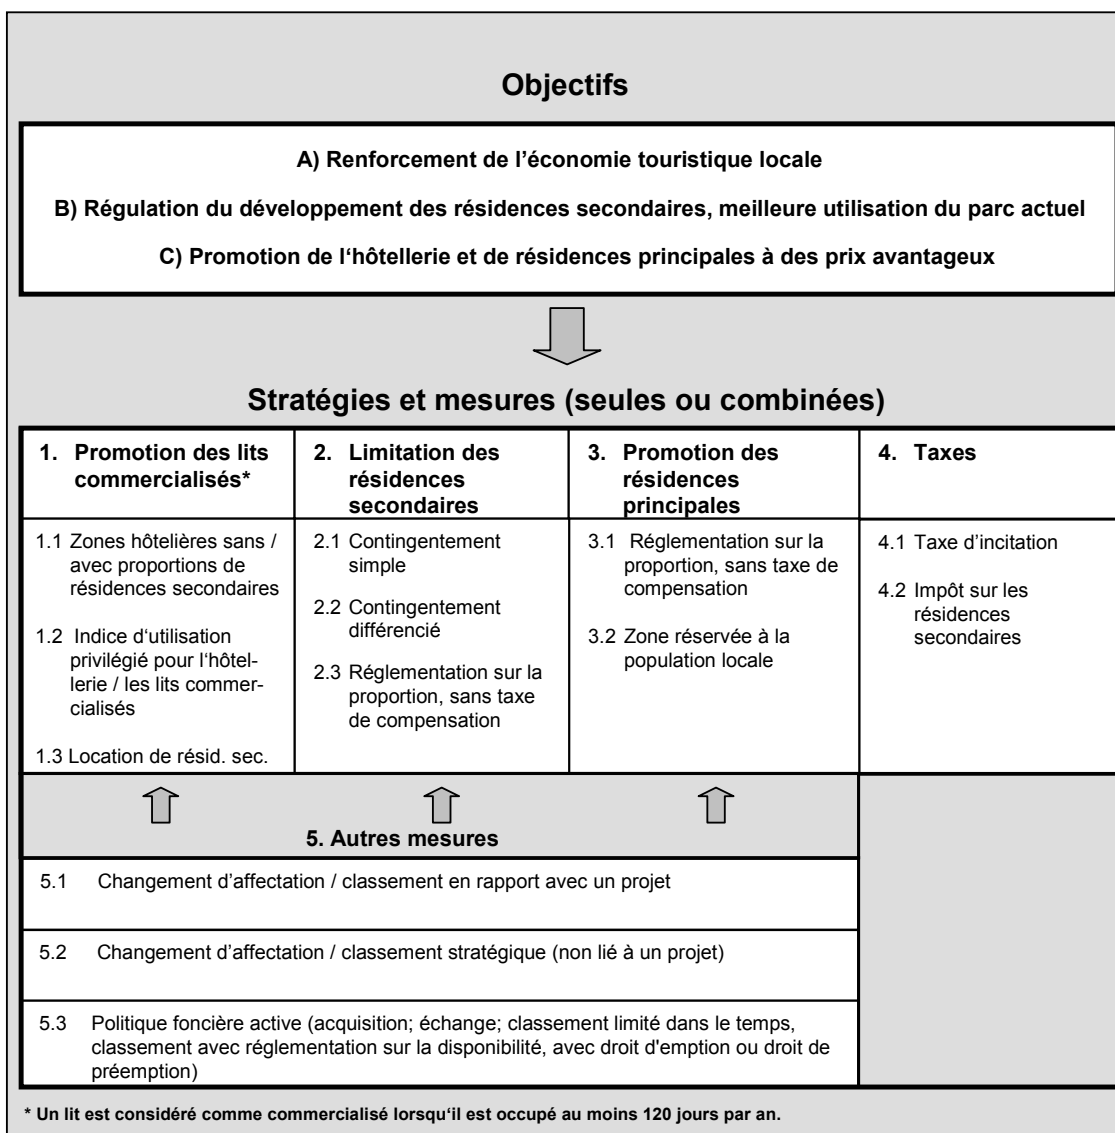 Objectifs
A) Renforcement de l’économie touristique locale
B) Régulation du développement des résidences secondaires, meilleure utilisation du parc actuel
C) Promotion de l‘hôtellerie et de résidences principales à des prix avantageux
Stratégies et mesures (seules ou combinées)
1. Promotion des lits
commercialisés*
2. Limitation des
résidences
secondaires
3. Promotion des
résidences
principales
4. Taxes
1.1 Zones hôtelières sans /
avec proportions de
résidences secondaires
1.2 Indice d‘utilisation
privilégié pour l‘hôtel-
lerie / les lits commer-
cialisés
1.3 Location de résid. sec.
2.1 Contingentement
simple
2.2 Contingentement
différencié
2.3 Réglementation sur la
proportion, sans taxe
de compensation
3.1 Réglementation sur la
proportion, sans taxe de
compensation
3.2 Zone réservée à la
population locale
4.1 Taxe d’incitation
4.2 Impôt sur les
résidences
secondaires
5. Autres mesures
5.1 Changement d’affectation / classement en rapport avec un projet
5.2 Changement d’affectation / classement stratégique (non lié à un projet)
5.3 Politique foncière active (acquisition; échange; classement limité dans le temps,
classement avec réglementation sur la disponibilité, avec droit d'emption ou droit de
préemption)
* Un lit est considéré comme commercialisé lorsqu‘il est occupé au moins 120 jours par an.